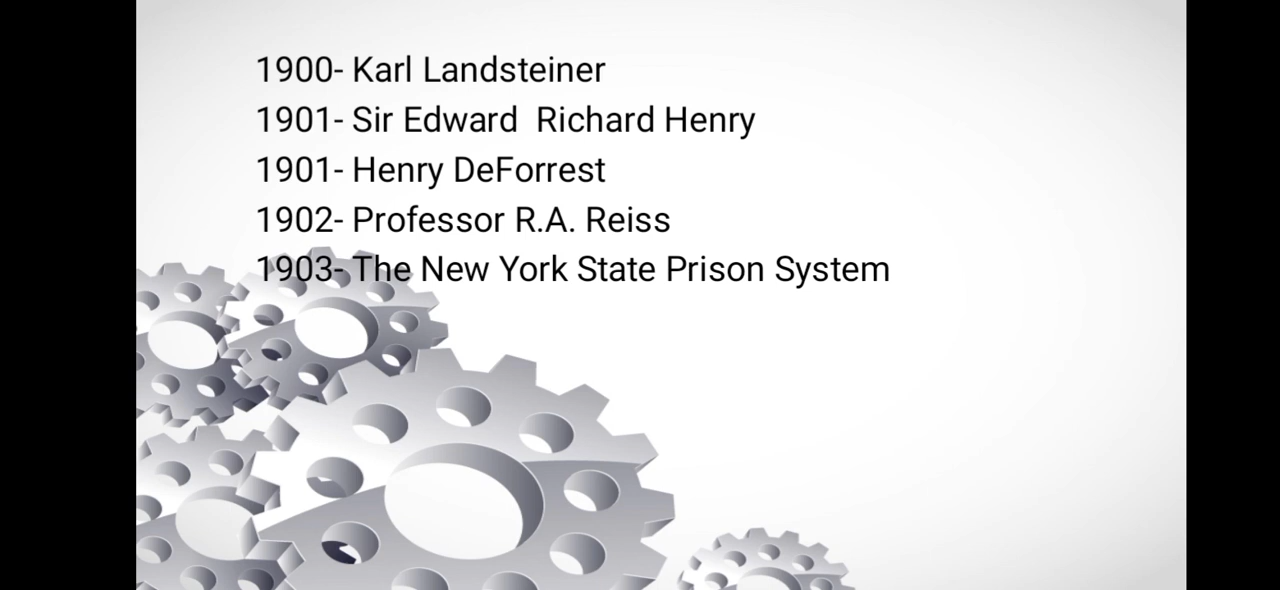 1900- Karl Landsteiner
1901- Sir Edward  Richard Henry
1901- Henry DeForrest
1902- Professor R.A. Reiss
1903- The New York State Prison System